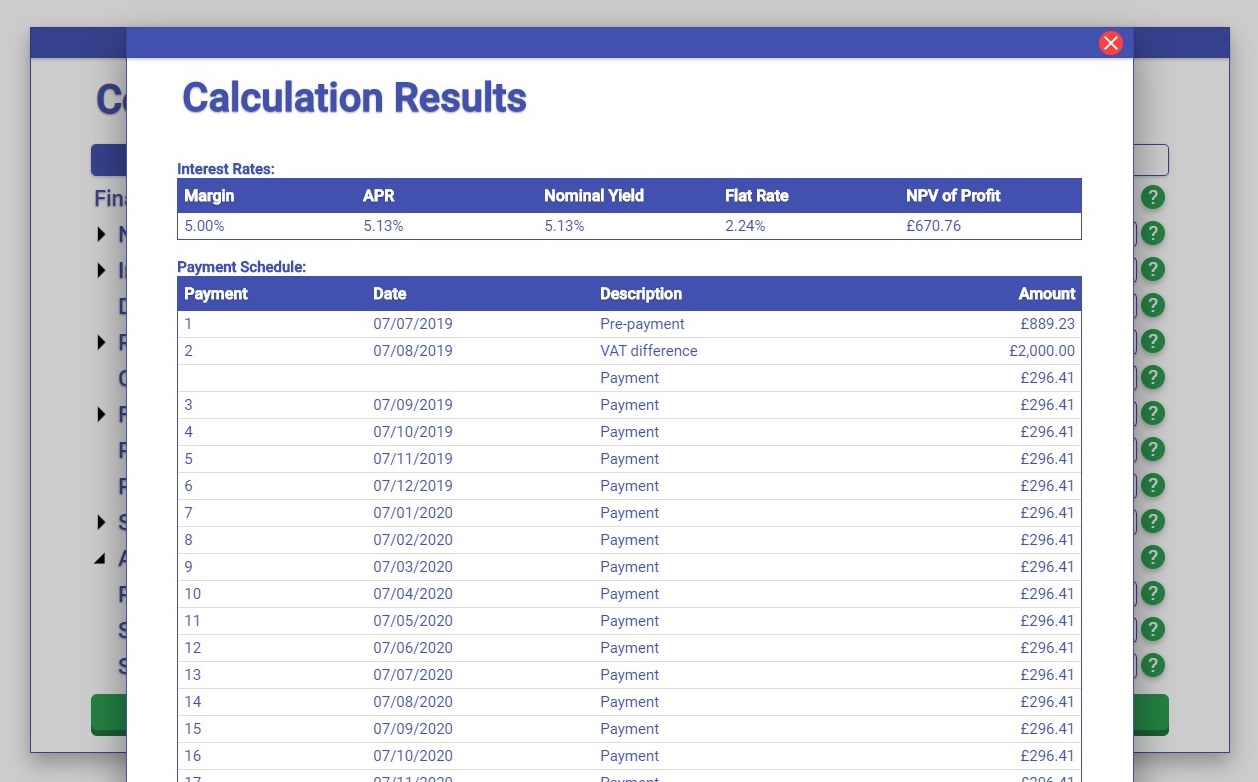 Calculation Results
Interest Rates:
Margin APR Nominal Yield Flat Rate NPV of Profit
5.00% 5.13% 5.13% 2.24% £670.76
Payment Schedule:
Payment Date Description Amount
1 07/07/2019 Pre-payment £889.23
2 07/08/2019 VAT difference £2,000.00
Payment £296.41
3 07/09/2019 Payment £296.41
4 07/10/2019 Payment £296.41
5 07/11/2019 Payment £296.41
6 07/12/2019 Payment £296.41
7 07/01/2020 Payment £296.41
8 07/02/2020 Payment £296.41
9 07/03/2020 Payment £296.41
10 07/04/2020 Payment £296.41
11 07/05/2020 Payment £296.41
12 07/06/2020 Payment £296.41
13 07/07/2020 Payment £296.41
14 07/08/2020 Payment £296.41
15 07/09/2020 Payment £296.41
16 07/10/2020 Payment £296.41
17 07/11/2020 Payment £296.41